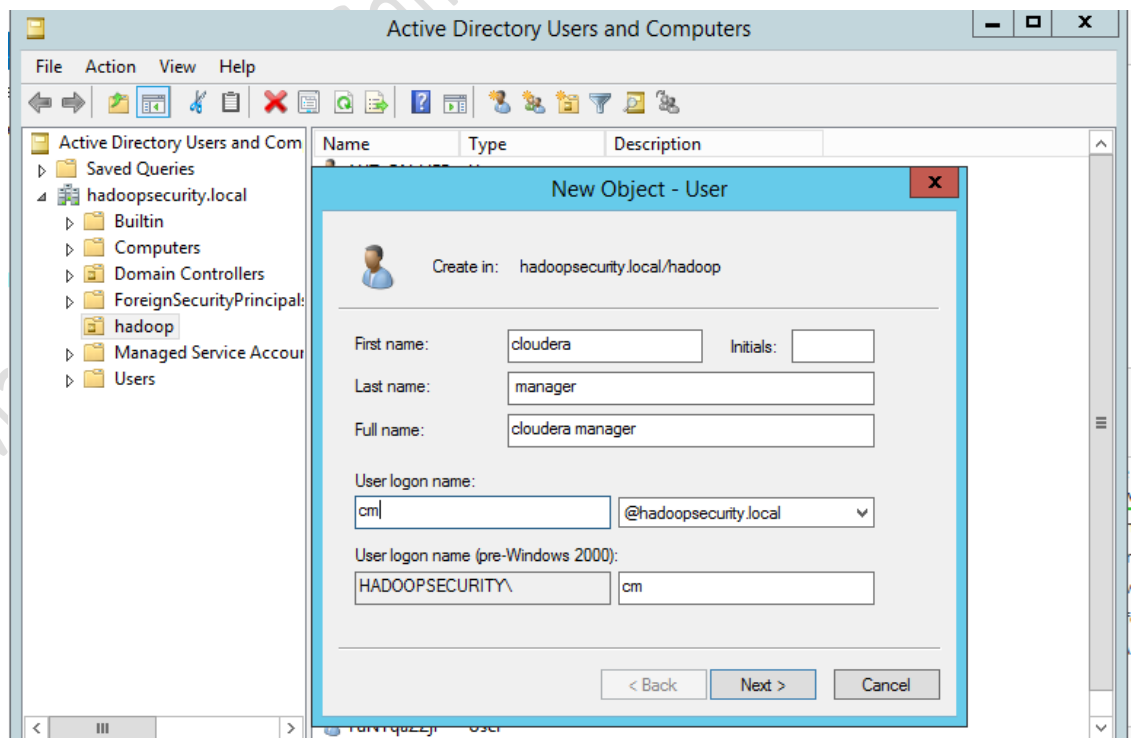 Active Directory Users and Computers
File Action View Help
Active Directory Users and Com
Saved Queries
hadoopsecurity.local
Builtin
Computers
Domain Controllers
ForeignSecurityPrincipals
hadoop
Managed Service Accour
Users
Name Type Description
New Object - User
Create in: hadoopsecurity.local/hadoop
First name: cloudera Initials:
Last name: manager
Full name: cloudera manager
User logon name:
cm @hadoopsecurity.local
User logon name (pre-Windows 2000):
HADOOPSECURITY\ cm
< Back Next > Cancel
User